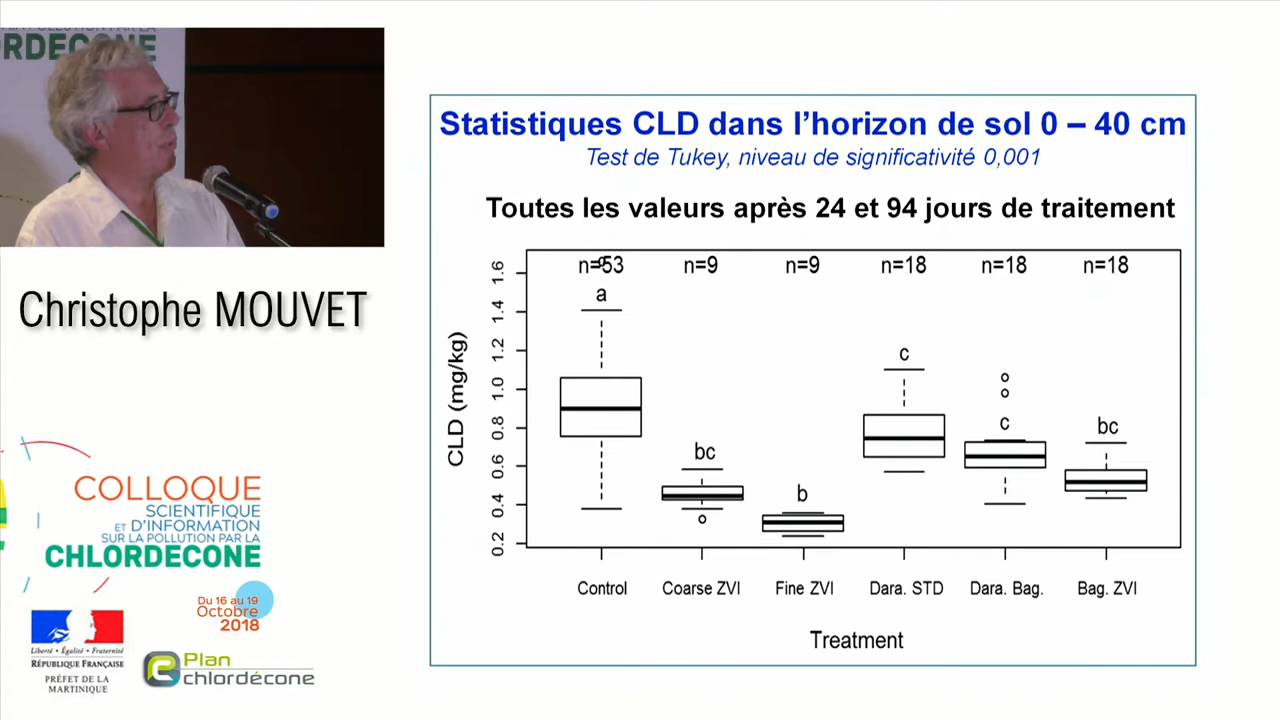 RDECONE
Christophe MOUVET
COLLOQUE
SCIENTIFIQUE
ET D'INFORMATION
SUR LA POLLUTION PAR LA
CHLORDECONE
Du 16 au 19
Octobre
2018
Liberté • Égalité • Fraternité
RÉPUBLIQUE FRANÇAISE
PRÉFET DE LA
MARTINIQUE
Plan
chlordécone
Statistiques CLD dans l'horizon de sol 0 – 40 cm
Test de Tukey, niveau de significativité 0,001
Toutes les valeurs après 24 et 94 jours de traitement
n=53 n=9 n=9 n=18 n=18 n=18
a bc b c c bc
CLD (mg/kg)
1.6
1.4
1.2
1.0
0.8
0.6
0.4
0.2
Control Coarse ZVI Fine ZVI Dara. STD Dara. Bag. Bag. ZVI
Treatment